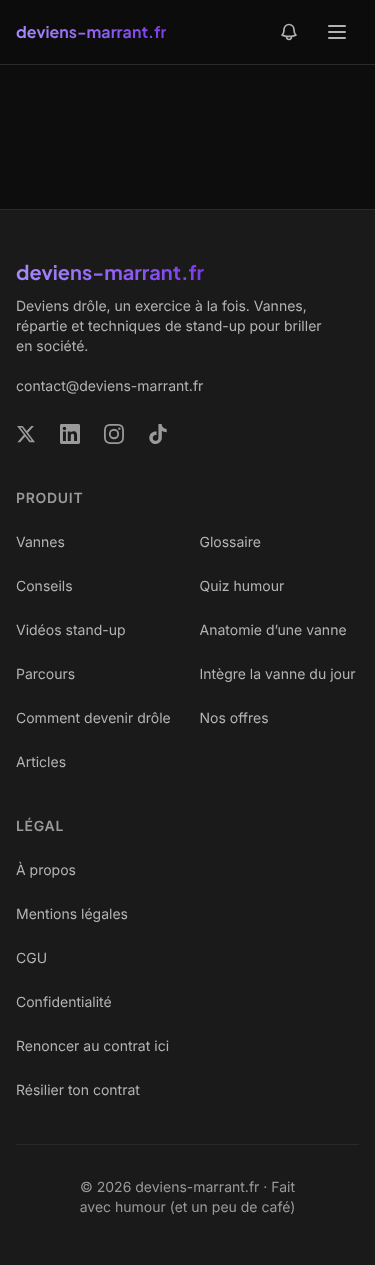 deviens-marrant.fr
deviens-marrant.fr
Deviens drôle, un exercice à la fois. Vannes,
répartie et techniques de stand-up pour briller
en société.
contact@deviens-marrant.fr
PRODUIT
Vannes
Glossaire
Conseils
Quiz humour
Vidéos stand-up
Anatomie d’une vanne
Parcours
Intègre la vanne du jour
Comment devenir drôle
Nos offres
Articles
LÉGAL
À propos
Mentions légales
CGU
Confidentialité
Renoncer au contrat ici
Résilier ton contrat
© 2026 deviens-marrant.fr · Fait
avec humour (et un peu de café)